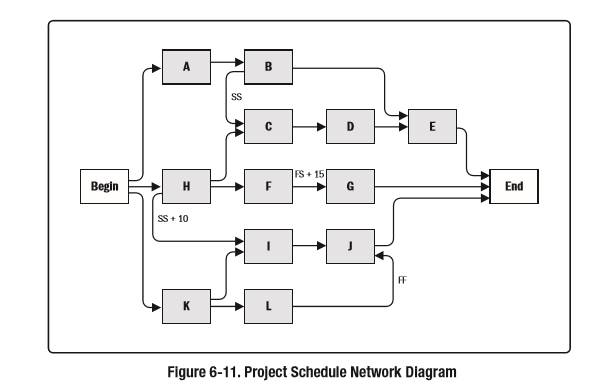 A
B
SS
C
D
E
Begin
H
F
FS + 15
G
End
SS + 10
I
J
FF
K
L
Figure 6-11. Project Schedule Network Diagram